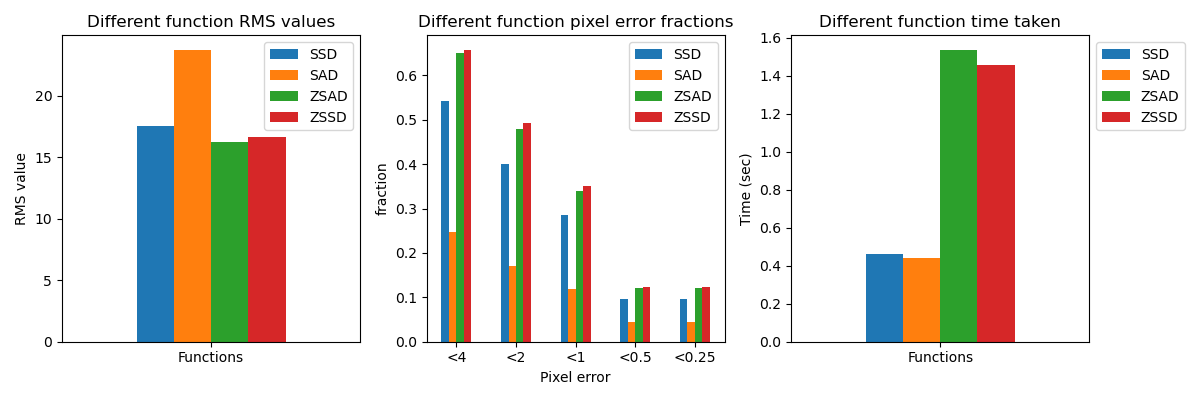 Different function RMS values
RMS value
20
15
10
5
0
Functions
SSD
SAD
ZSAD
ZSSD
Different function pixel error fractions
fraction
0.6
0.5
0.4
0.3
0.2
0.1
0.0
<4
<2
<1
<0.5
<0.25
Pixel error
SSD
SAD
ZSAD
ZSSD
Different function time taken
Time (sec)
1.6
1.4
1.2
1.0
0.8
0.6
0.4
0.2
0.0
Functions
SSD
SAD
ZSAD
ZSSD